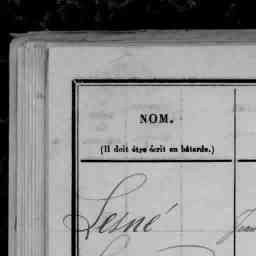 NOM.
(Il doit être écrit en bâtarde.)
Lesné